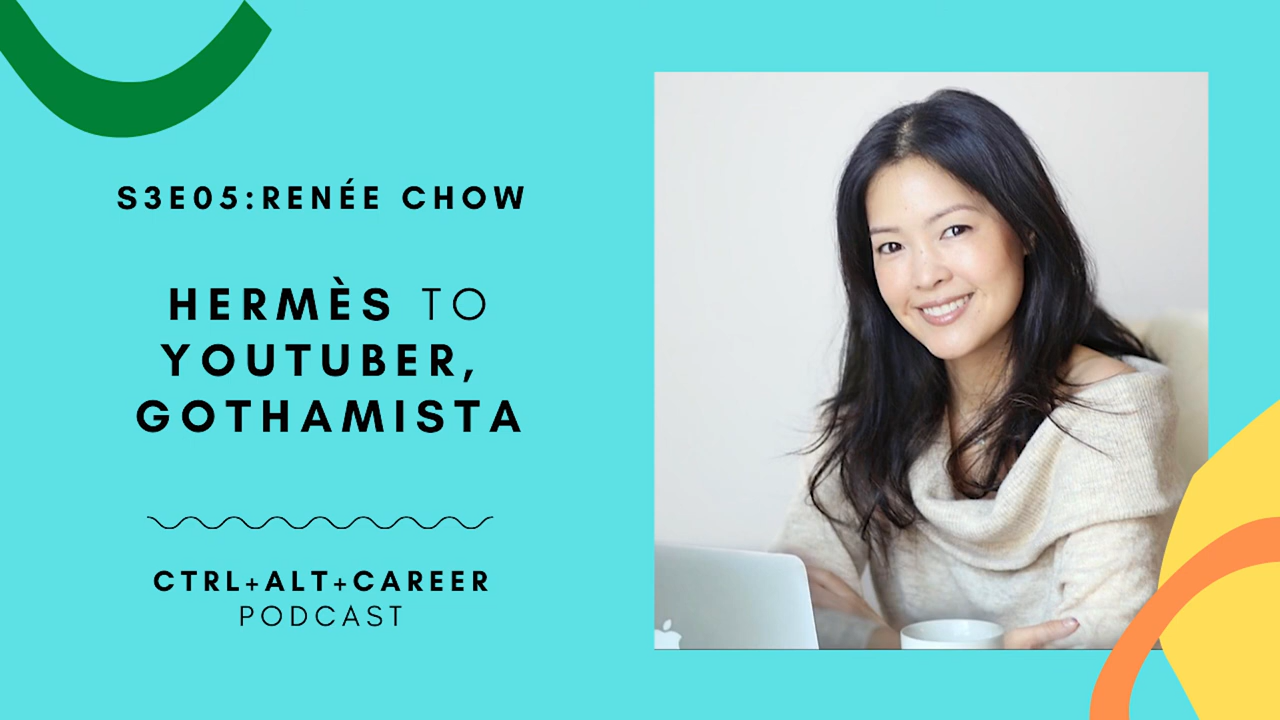 S3E05:RENÉE CHOW
HERMÈS TO
YOUTUBER,
GOTHAMISTA
CTRL+ALT+CAREER
PODCAST